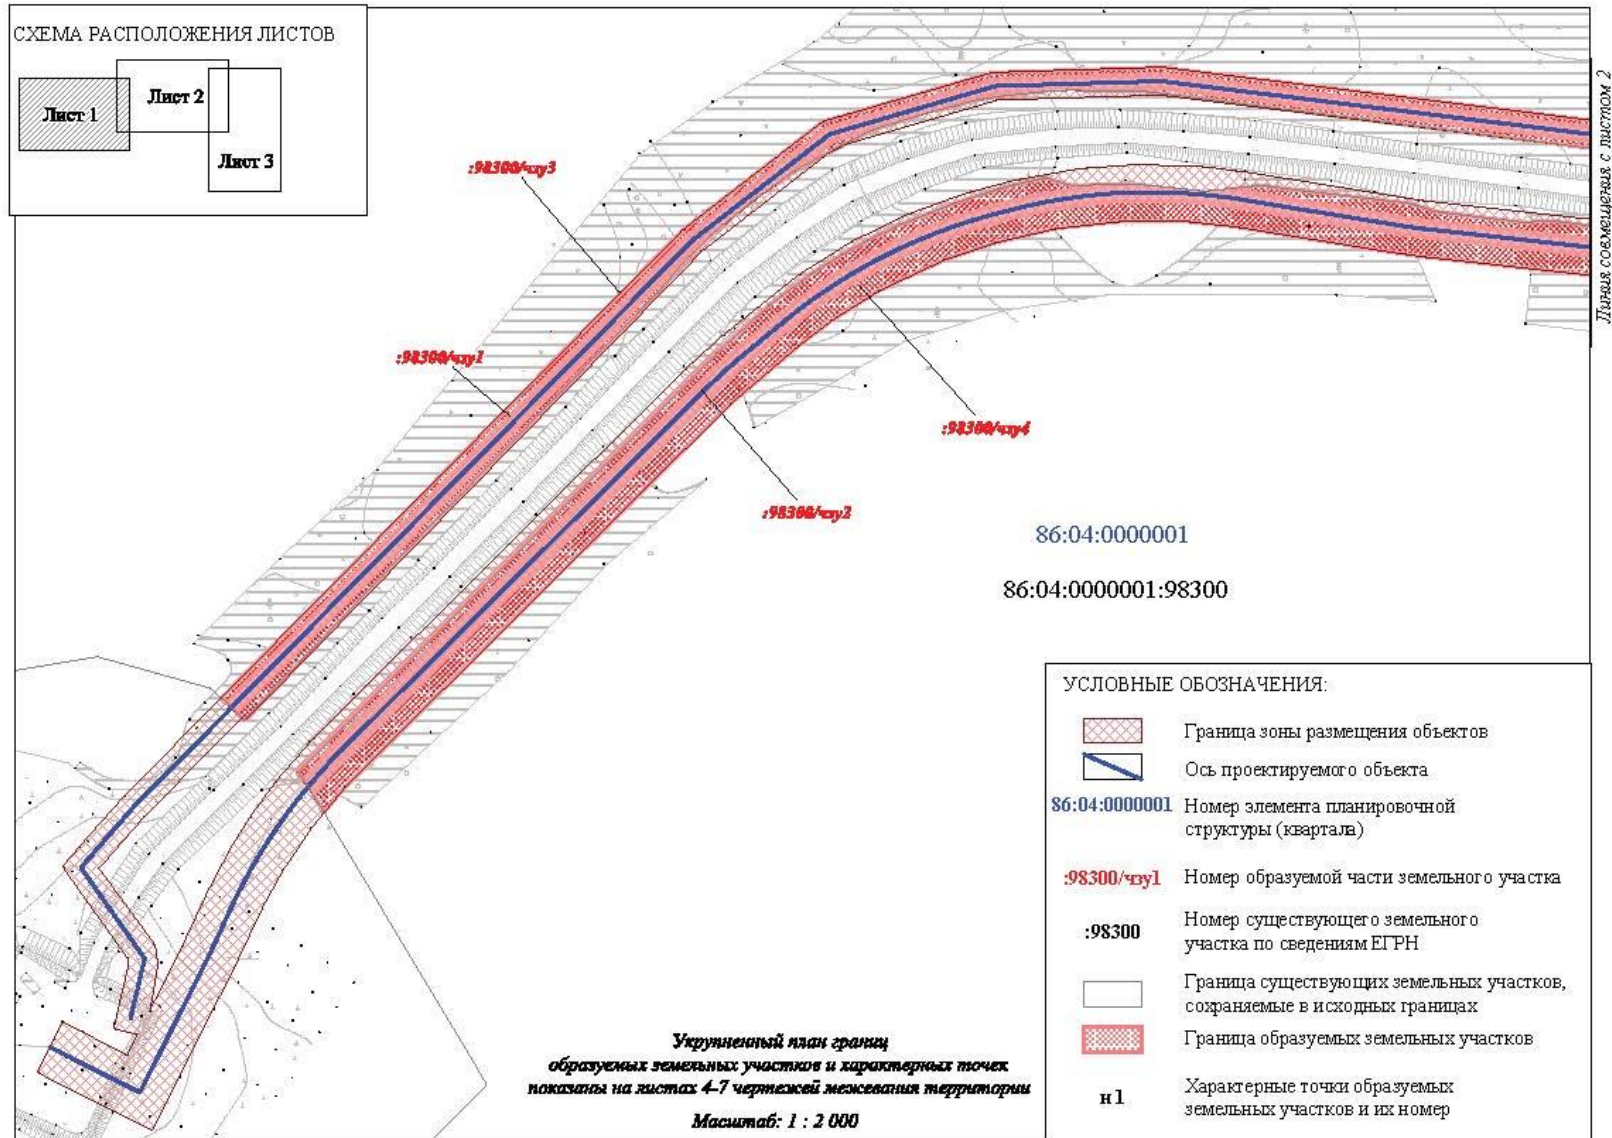 СХЕМА РАСПОЛОЖЕНИЯ ЛИСТОВ
Лист 1
Лист 2
Лист 3
Линия совмещения с листом 2
:98300/чзу3
:98300/чзу1
:98300/чзу4
:98300/чзу2
86:04:0000001
86:04:0000001:98300
УСЛОВНЫЕ ОБОЗНАЧЕНИЯ:
Граница зоны размещения объектов
Ось проектируемого объекта
86:04:0000001 Номер элемента планировочной
структуры (квартала)
:98300/чзу1 Номер образуемой части земельного участка
:98300 Номер существующего земельного
участка по сведениям ЕГРН
Граница существующих земельных участков,
сохраняемые в исходных границах
Граница образуемых земельных участков
н1 Характерные точки образуемых
земельных участков и их номер
Укрупненный план границ
образуемых земельных участков и характерных точек
показаны на листах 4-7 чертежей межевания территории
Масштаб: 1 : 2 000